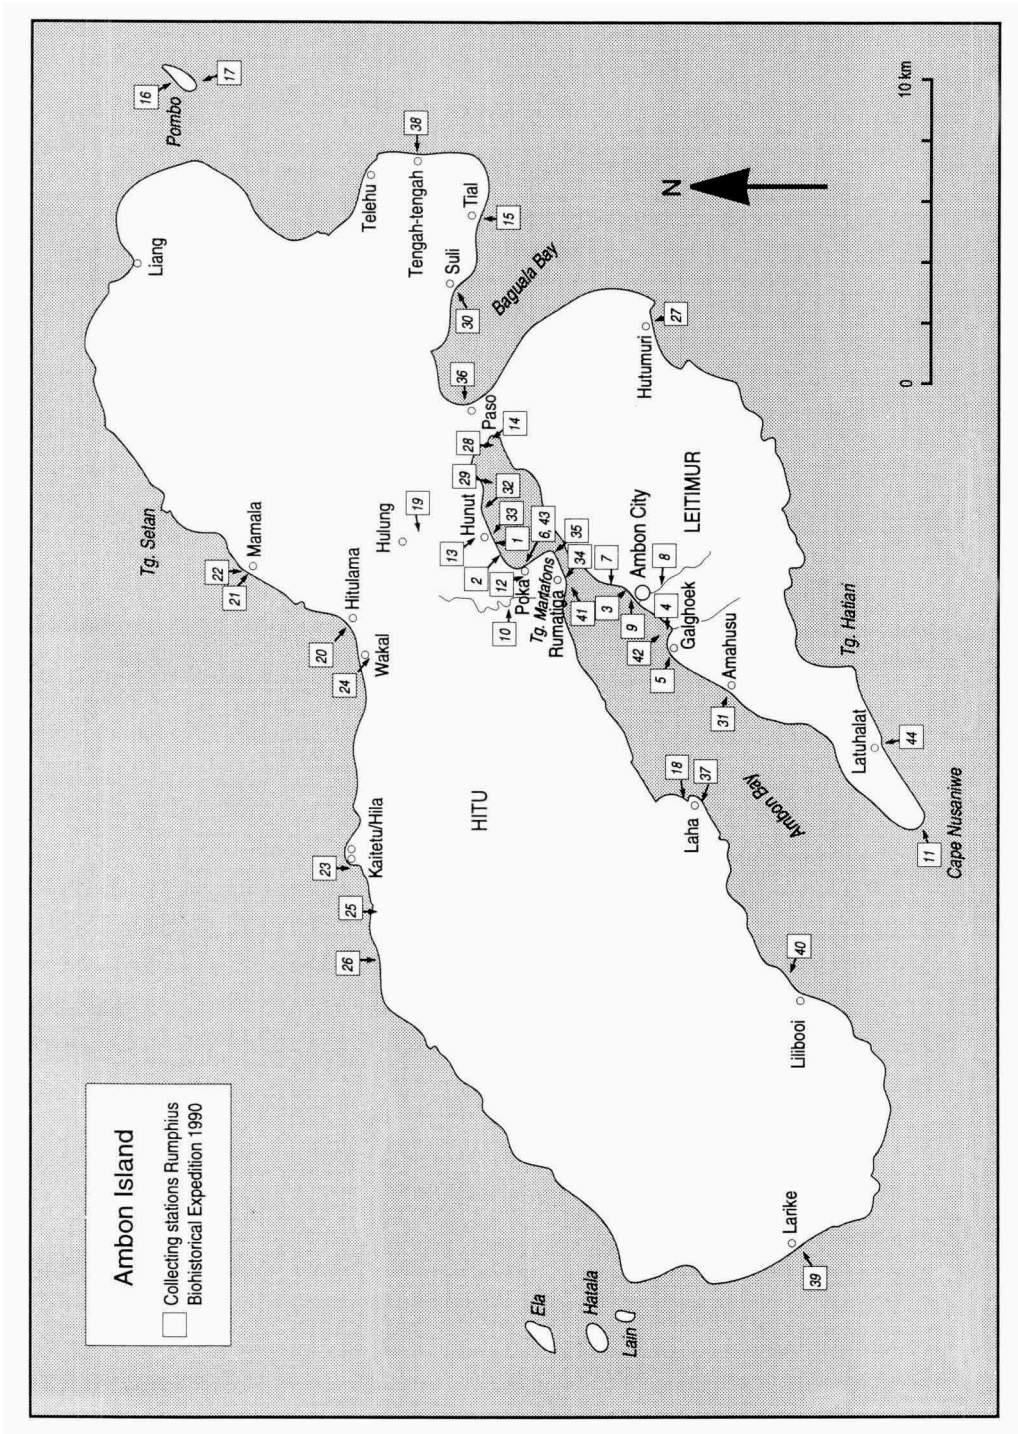 Ambon Island
Collecting stations Rumphius
Biohistorical Expedition 1990
Ela
Hatala
Lain
Larike
39
Lilibooi
40
26
25
23
Kaitetu/Hila
HITU
Laha
18
37
Ambon Bay
11
Cape Nusaniwe
Latuhalat
44
Tg. Hatiari
24
Wakal
20
Hitulama
21
22
Mamala
Tg. Setan
Hulung
19
10
Tg. Martafons
Rumatiga
Poka
12
2
13
Hunut
1
33
32
29
28
14
Paso
36
6, 43
35
34
41
3
7
9
Ambon City
8
4
42
Galghoek
5
Amahusu
31
LEITIMUR
Hutumuri
27
Baguala Bay
30
Suli
Tial
15
Tengah-tengah
38
Telehu
Liang
Pombo
16
17
N
0
10 km